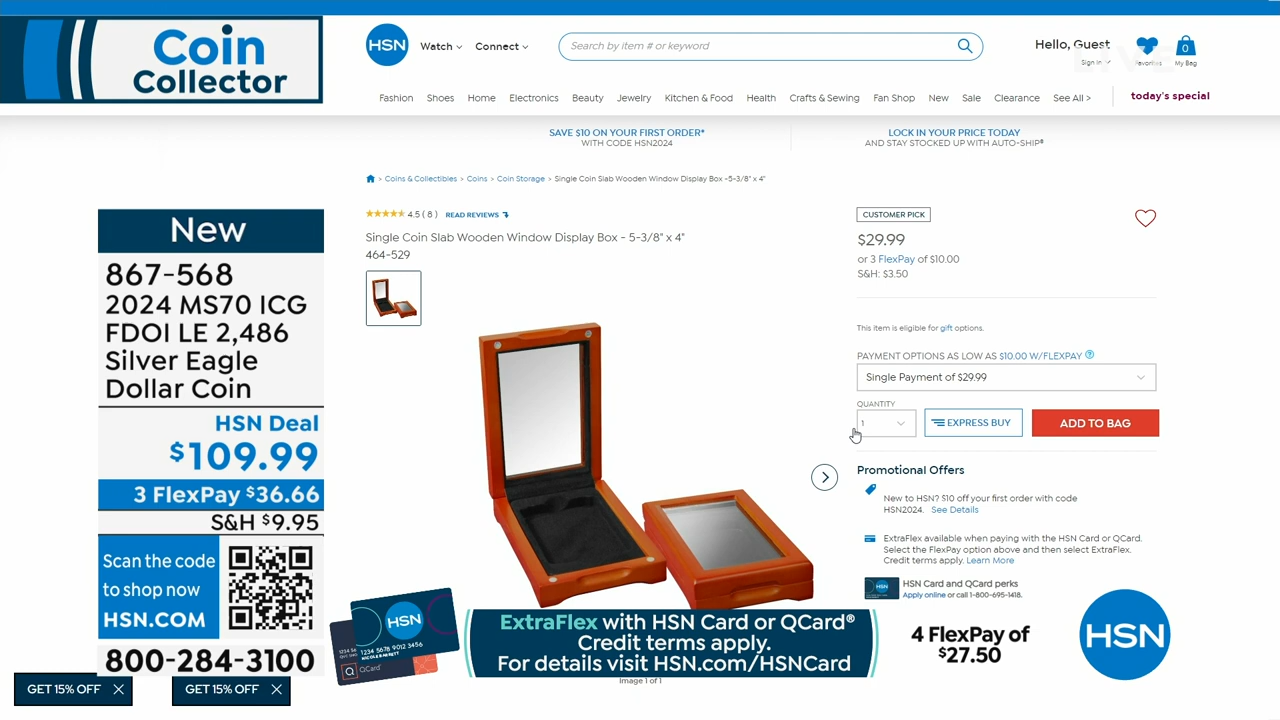 Coin
Collector
HSN
Watch
Connect
Search by item # or keyword
Hello, Guest
Sign In
Favorites
0
My Bag
Fashion
Shoes
Home
Electronics
Beauty
Jewelry
Kitchen & Food
Health
Crafts & Sewing
Fan Shop
New
Sale
Clearance
See All >
today's special
SAVE $10 ON YOUR FIRST ORDER*
WITH CODE HSN2024
LOCK IN YOUR PRICE TODAY
AND STAY STOCKED UP WITH AUTO-SHIP®
> Coins & Collectibles > Coins > Coin Storage > Single Coin Slab Wooden Window Display Box -5-3/8" x 4"
New
867-568
2024 MS70 ICG
FDOI LE 2,486
Silver Eagle
Dollar Coin
HSN Deal
$109.99
3 FlexPay $36.66
S&H $9.95
Scan the code
to shop now
HSN.COM
800-284-3100
GET 15% OFF
GET 15% OFF
4.5 ( 8 )
READ REVIEWS
Single Coin Slab Wooden Window Display Box - 5-3/8" x 4"
464-529
CUSTOMER PICK
$29.99
or 3 FlexPay of $10.00
S&H: $3.50
This item is eligible for gift options.
PAYMENT OPTIONS AS LOW AS $10.00 W/FLEXPAY ?
Single Payment of $29.99
QUANTITY
1
EXPRESS BUY
ADD TO BAG
Promotional Offers
New to HSN? $10 off your first order with code
HSN2024. See Details
ExtraFlex available when paying with the HSN Card or QCard.
Select the FlexPay option above and then select ExtraFlex.
Credit terms apply. Learn More
HSN Card and QCard perks
Apply online or call 1-800-695-1418.
HSN
QCard
ExtraFlex with HSN Card or QCard®
Credit terms apply.
For details visit HSN.com/HSNCard
4 FlexPay of
$27.50
HSN
Image 1 of 1